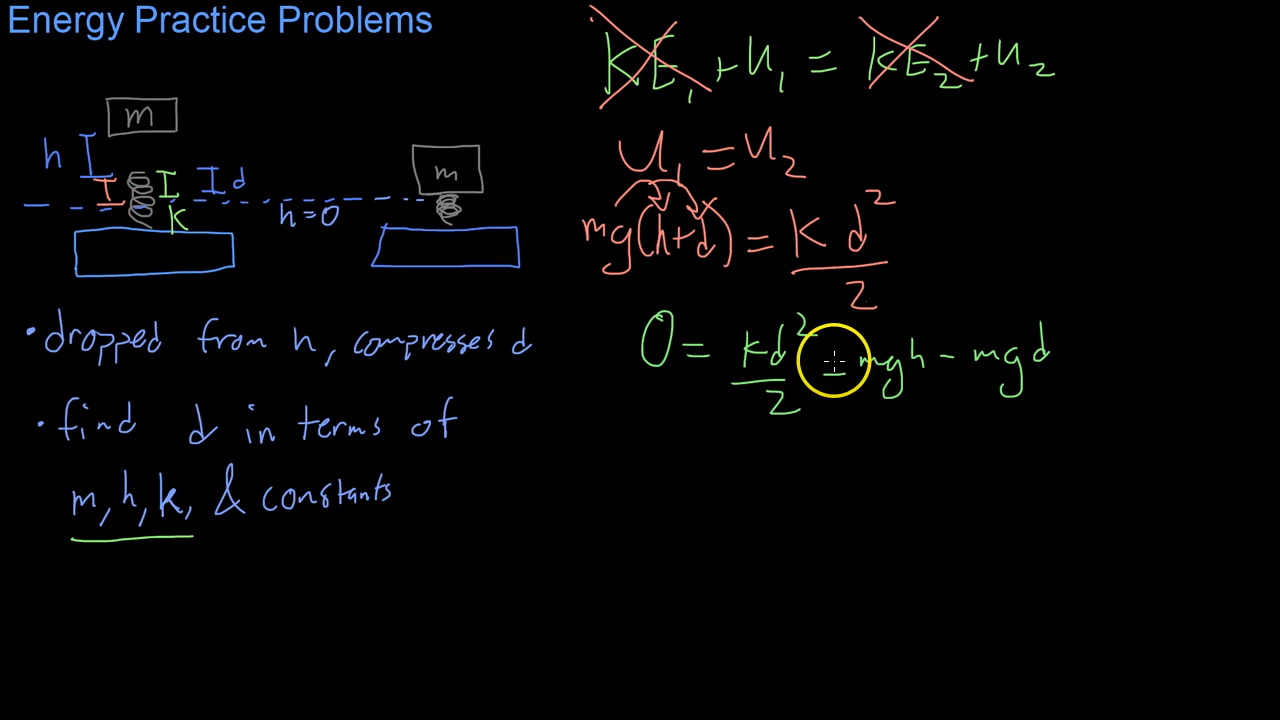 Energy Practice Problems
KE₁ + U₁ = KE₂ + U₂
m
h
d
k
h = 0
m
U₁ = U₂
mg(h+d) = K d²
2
0 = Kd² - mgh - mgd
2
• dropped from h, compresses d
• find d in terms of
m, h, k, & constants